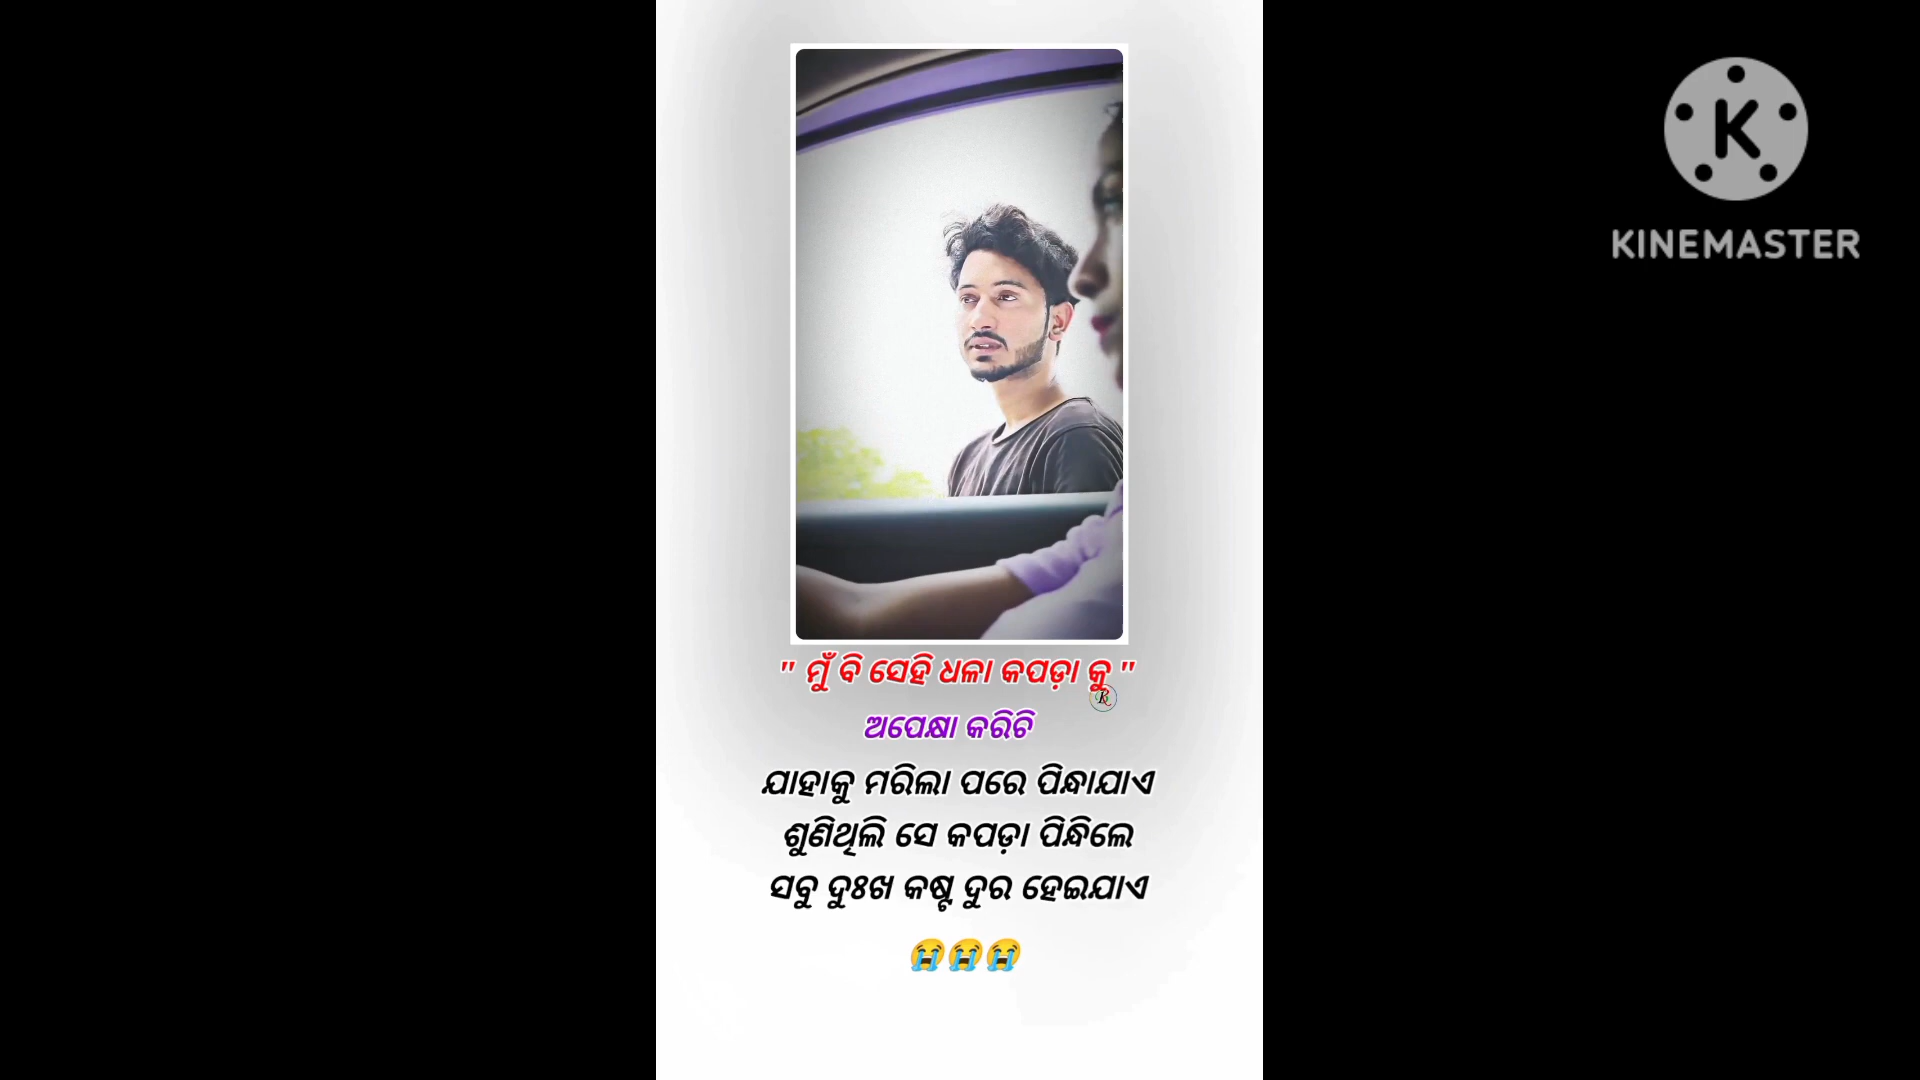 KINEMASTER
" ମୁଁ ବି ସେହି ଧଳା କପଡ଼ା କୁ "
ଅପେକ୍ଷା କରିଚି
ଯାହାକୁ ମରିଲା ପରେ ପିନ୍ଧାଯାଏ
ଶୁଣିଥିଲି ସେ କପଡ଼ା ପିନ୍ଧିଲେ
ସବୁ ଦୁଃଖ କଷ୍ଟ ଦୁର ହେଇଯାଏ
😭😭😭